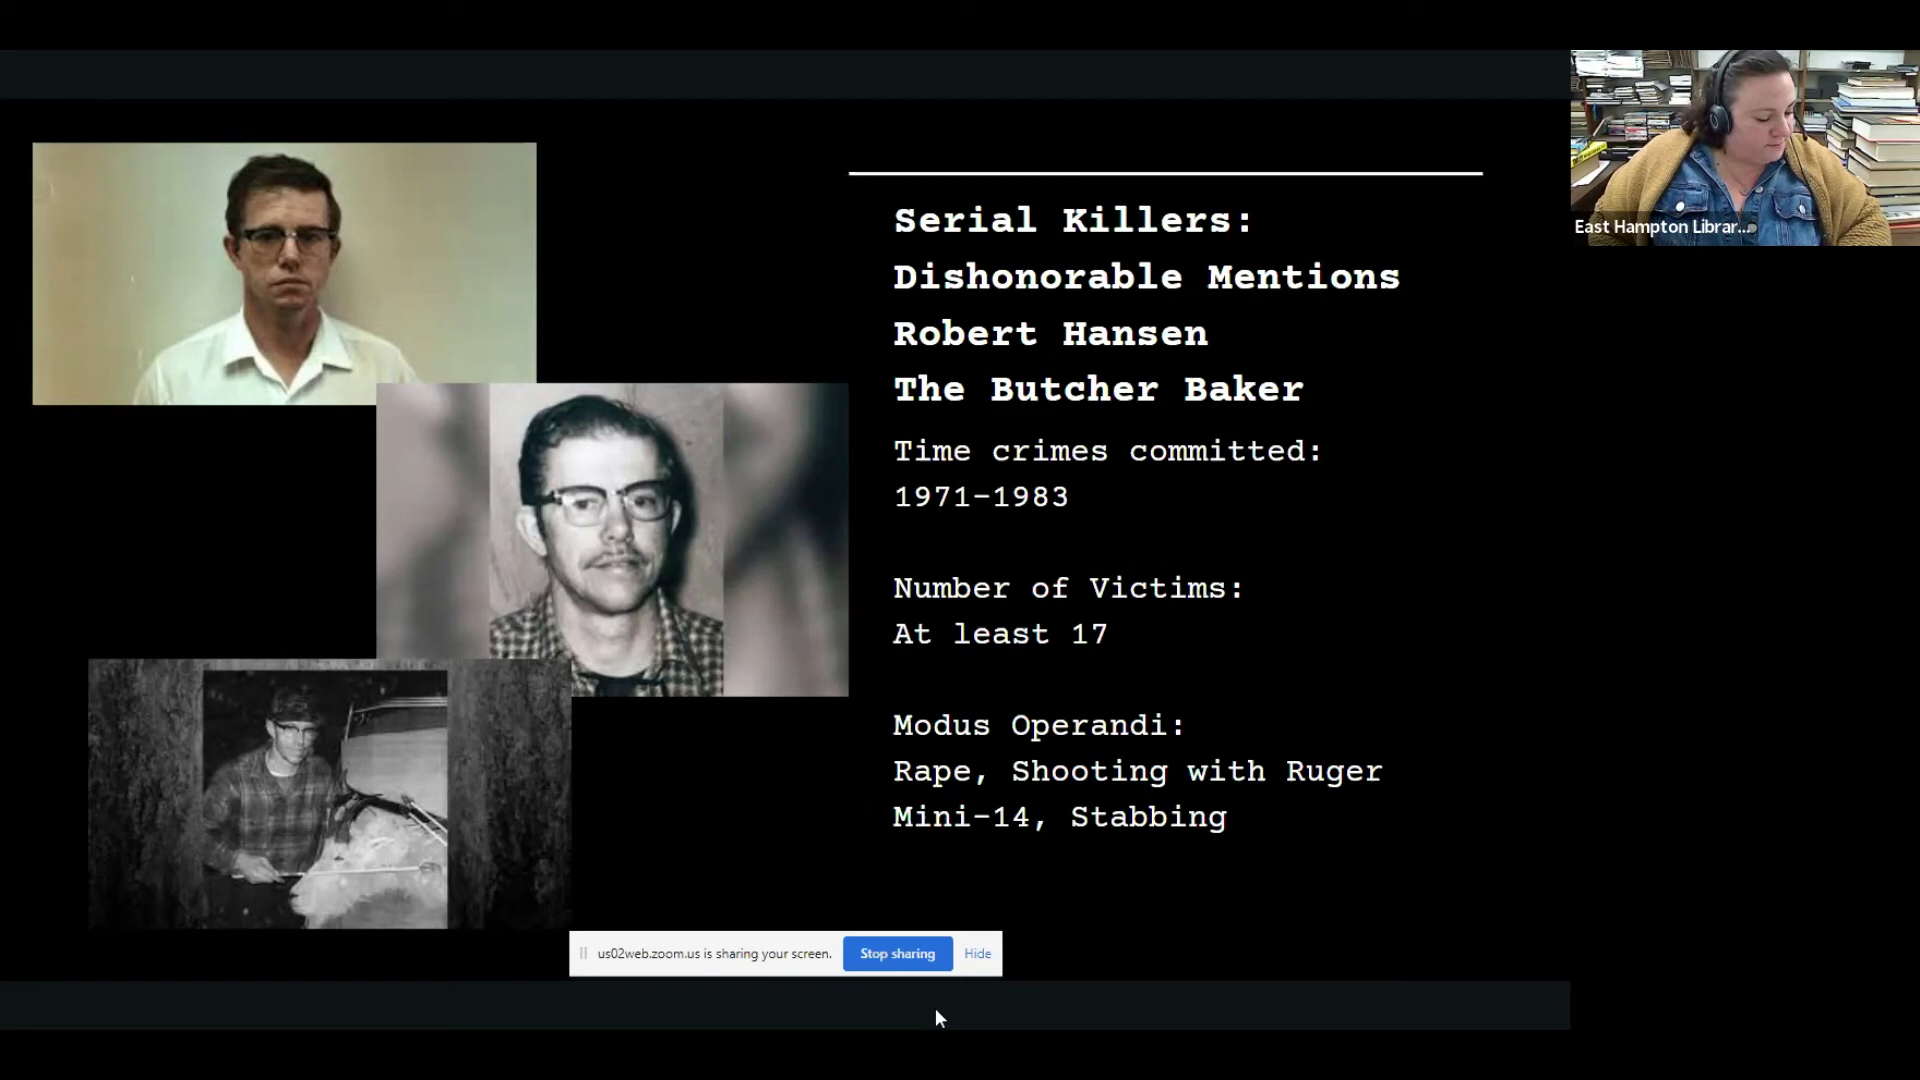 Serial Killers:
Dishonorable Mentions
Robert Hansen
The Butcher Baker
Time crimes committed:
1971-1983
Number of Victims:
At least 17
Modus Operandi:
Rape, Shooting with Ruger
Mini-14, Stabbing
East Hampton Librar...
us02web.zoom.us is sharing your screen. Stop sharing Hide